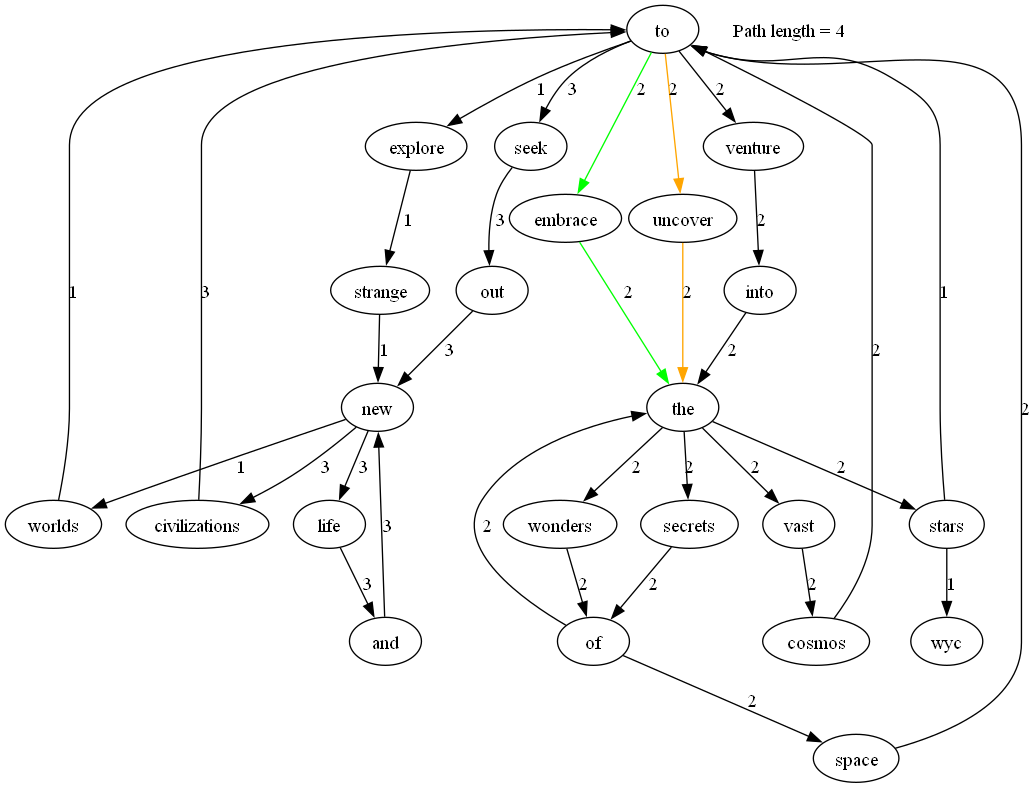 to
Path length = 4
1
3
2
2
2
explore
seek
venture
embrace
uncover
1
3
2
strange
out
into
1
3
2
2
2
1
1
3
2
2
new
the
1
3
3
2
2
2
2
worlds
civilizations
life
wonders
secrets
vast
stars
3
2
3
2
2
2
1
and
of
cosmos
wyc
2
space
2